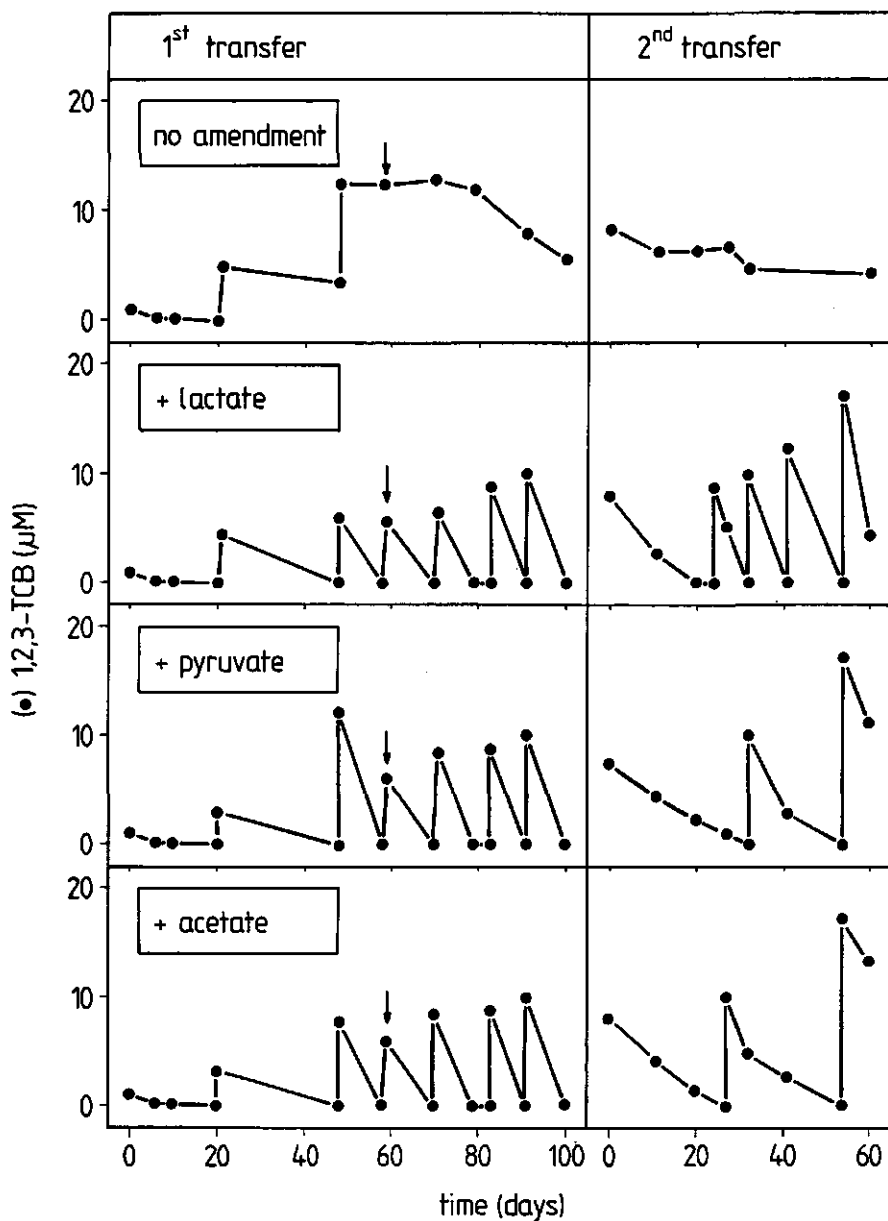 1st transfer
2nd transfer
20
no amendment
10
0
20
+ lactate
10
0
20
+ pyruvate
10
0
20
+ acetate
10
0
0 20 40 60 80 100
0 20 40 60
time (days)
(●) 1,2,3-TCB (µM)